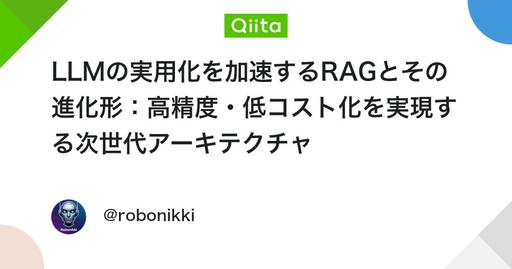 Qiita
LLMの実用化を加速するRAGとその
進化形：高精度・低コスト化を実現す
る次世代アーキテクチャ
@robonikki